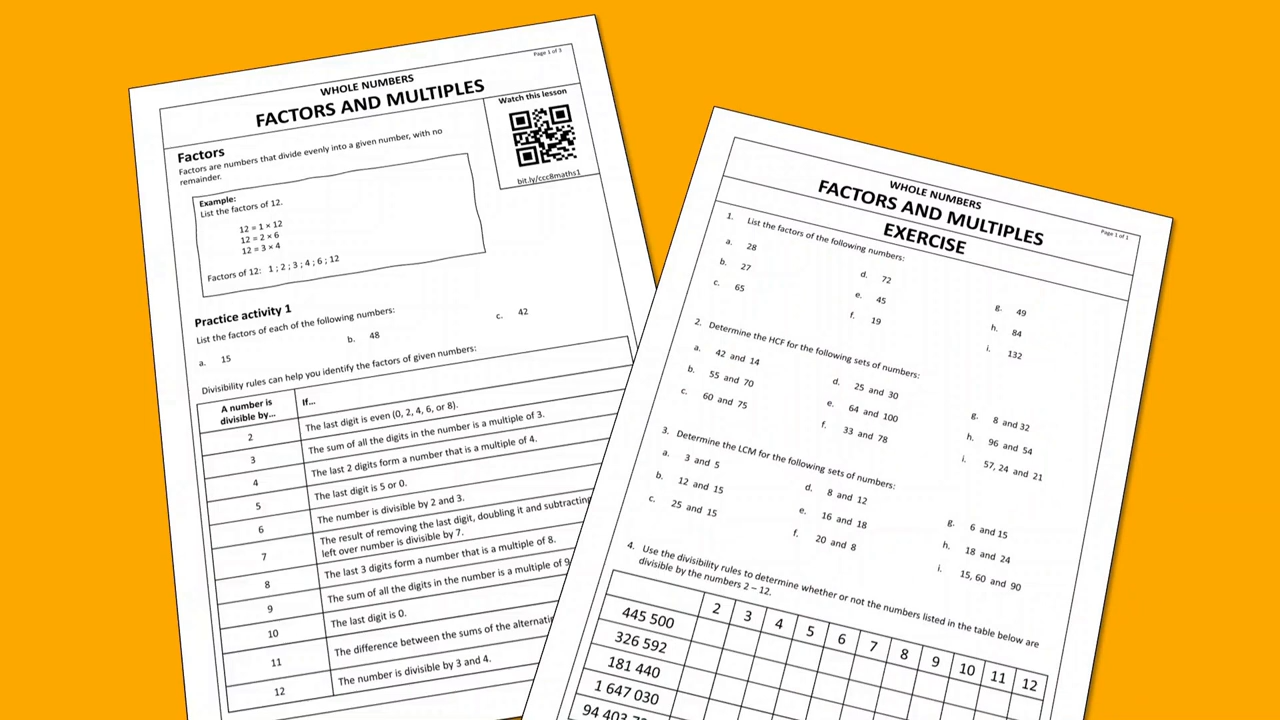 Page 1 of 3
WHOLE NUMBERS
FACTORS AND MULTIPLES
Watch this lesson
bit.ly/ccc8maths1
Factors
Factors are numbers that divide evenly into a given number, with no
remainder.
Example:
List the factors of 12.
12 = 1 × 12
12 = 2 × 6
12 = 3 × 4
Factors of 12: 1 ; 2 ; 3 ; 4 ; 6 ; 12
Practice activity 1
List the factors of each of the following numbers:
a. 15 b. 48 c. 42
Divisibility rules can help you identify the factors of given numbers:
A number is
divisible by...
If...
2 The last digit is even (0, 2, 4, 6, or 8).
3 The sum of all the digits in the number is a multiple of 3.
4 The last 2 digits form a number that is a multiple of 4.
5 The last digit is 5 or 0.
6 The number is divisible by 2 and 3.
7 The result of removing the last digit, doubling it and subtracting
left over number is divisible by 7.
8 The last 3 digits form a number that is a multiple of 8.
9 The sum of all the digits in the number is a multiple of 9
10 The last digit is 0.
11 The difference between the sums of the
12 The number is divisible by 3 and 4.
WHOLE NUMBERS
FACTORS AND MULTIPLES
EXERCISE
Page 1 of 1
1. List the factors of the following numbers:
a. 28 d. 72 g. 49
b. 27 e. 45 h. 84
c. 65 f. 19 i. 132
2. Determine the HCF for the following sets of numbers:
a. 42 and 14 d. 25 and 30 g. 8 and 32
b. 55 and 70 e. 64 and 100 h. 96 and 54
c. 60 and 75 f. 33 and 78 i. 57, 24 and 21
3. Determine the LCM for the following sets of numbers:
a. 3 and 5 d. 8 and 12 g. 6 and 15
b. 12 and 15 e. 16 and 18 h. 18 and 24
c. 25 and 15 f. 20 and 8 i. 15, 60 and 90
4. Use the divisibility rules to determine whether or not the numbers listed in the table below are
divisible by the numbers 2 – 12.
2 3 4 5 6 7 8 9 10 11 12
445 500
326 592
181 440
1 647 030
94 403